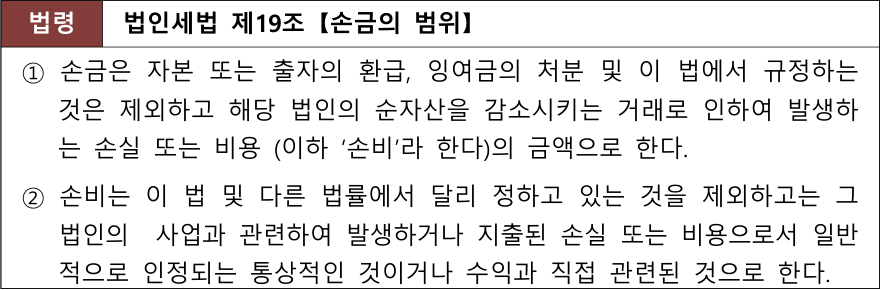 법령 법인세법 제19조 【손금의 범위】
① 손금은 자본 또는 출자의 환급, 잉여금의 처분 및 이 법에서 규정하는
것은 제외하고 해당 법인의 순자산을 감소시키는 거래로 인하여 발생하
는 손실 또는 비용 (이하 ‘손비’라 한다)의 금액으로 한다.
② 손비는 이 법 및 다른 법률에서 달리 정하고 있는 것을 제외하고는 그
법인의 사업과 관련하여 발생하거나 지출된 손실 또는 비용으로서 일반
적으로 인정되는 통상적인 것이거나 수익과 직접 관련된 것으로 한다.